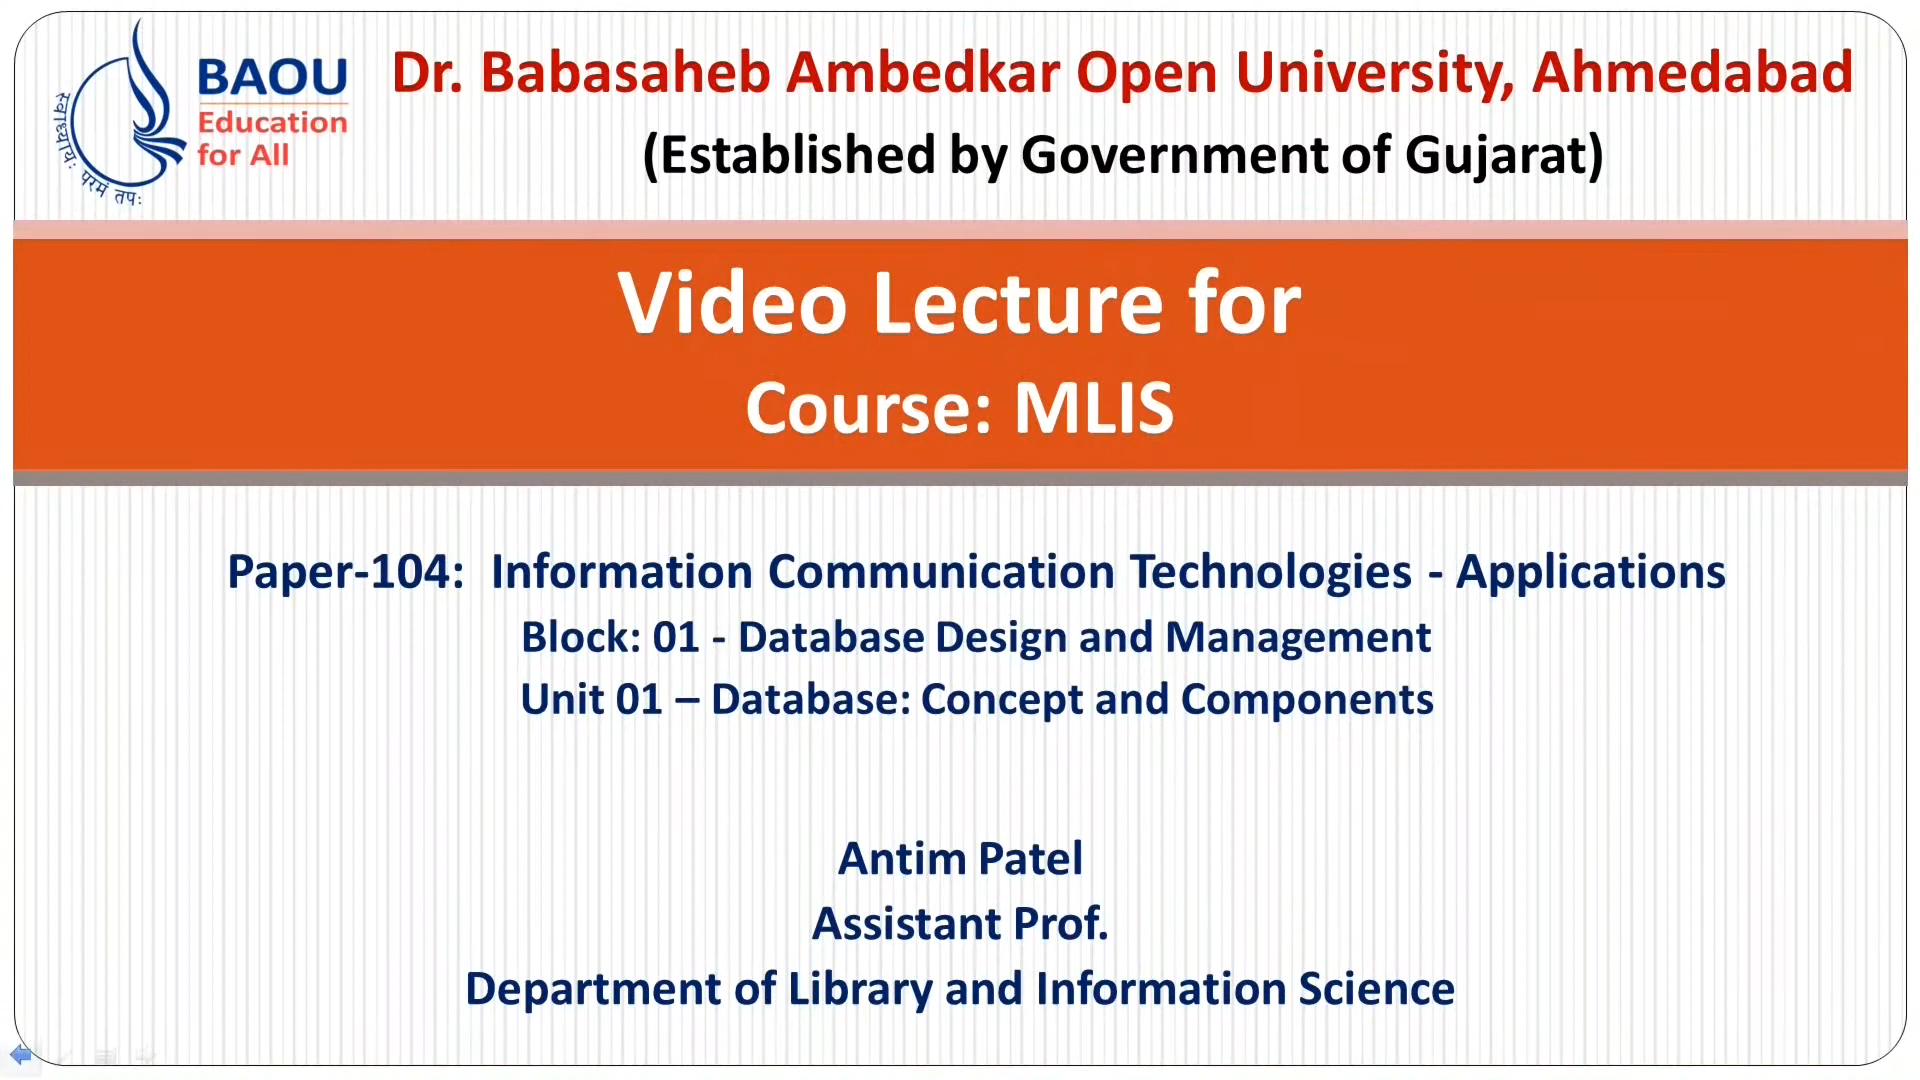 BAOU
Education
for All
स्वाध्यायः परमं तपः
Dr. Babasaheb Ambedkar Open University, Ahmedabad
(Established by Government of Gujarat)
Video Lecture for
Course: MLIS
Paper-104: Information Communication Technologies - Applications
Block: 01 - Database Design and Management
Unit 01 – Database: Concept and Components
Antim Patel
Assistant Prof.
Department of Library and Information Science